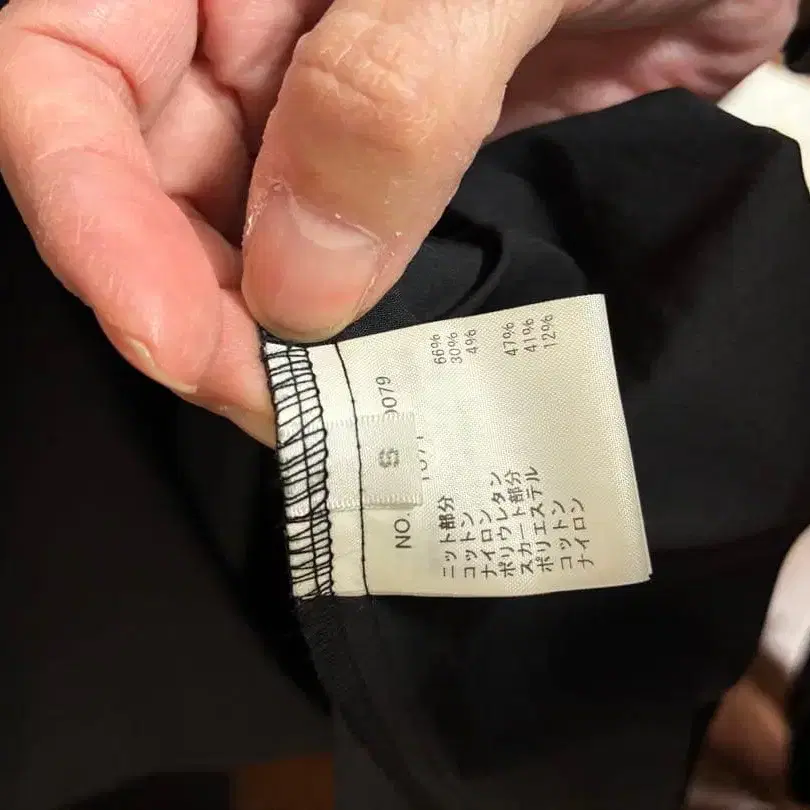 S
NO. 0079
ニット部分
コットン 66%
ナイロン 30%
ポリウレタン 4%
スカート部分
ポリエステル 47%
コットン 41%
ナイロン 12%